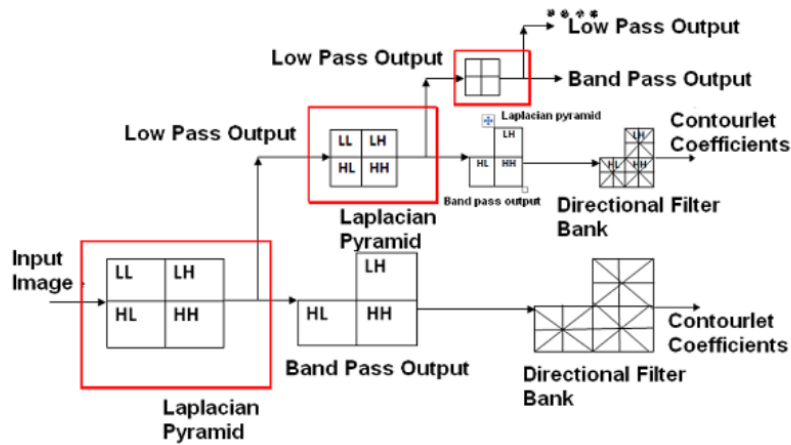 Low Pass Output
Low Pass Output
Band Pass Output
Laplacian pyramid
Contourlet
Coefficients
Low Pass Output
LL LH
HL HH
LH
HL HH
LH
HL HH
Band pass output
Directional Filter
Bank
Laplacian
Pyramid
Input
Image
LL LH
HL HH
LH
HL HH
Contourlet
Coefficients
Band Pass Output
Directional Filter
Bank
Laplacian
Pyramid